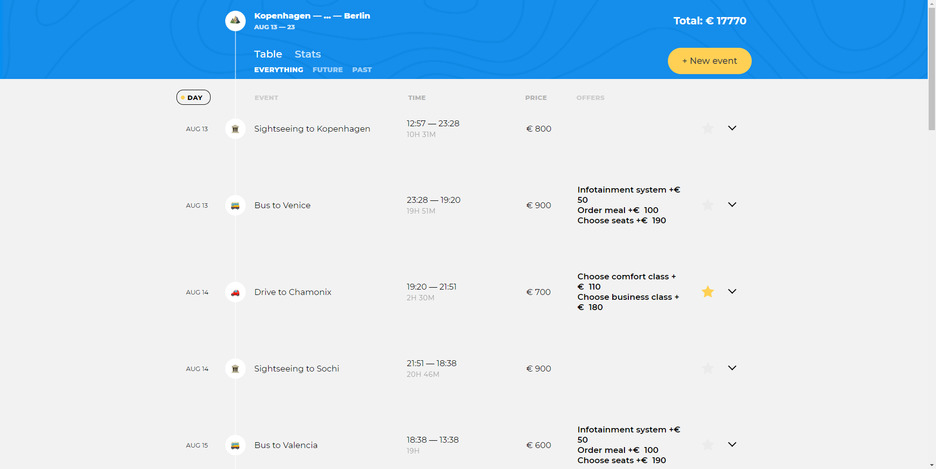 Kopenhagen — ... — Berlin
AUG 13 — 23
Total: € 17770
Table Stats
EVERYTHING FUTURE PAST
+ New event
DAY EVENT TIME PRICE OFFERS
AUG 13 Sightseeing to Kopenhagen 12:57 — 23:28 € 800
10H 31M
Infotainment system +€
50
AUG 13 Bus to Venice 23:28 — 19:20 € 900
19H 51M
Order meal +€ 100
Choose seats +€ 190
Choose comfort class +
€ 110
AUG 14 Drive to Chamonix 19:20 — 21:51 € 700
2H 30M
Choose business class +
€ 180
AUG 14 Sightseeing to Sochi 21:51 — 18:38 € 900
20H 46M
Infotainment system +€
50
AUG 15 Bus to Valencia 18:38 — 13:38 € 600
19H
Order meal +€ 100
Choose seats +€ 190